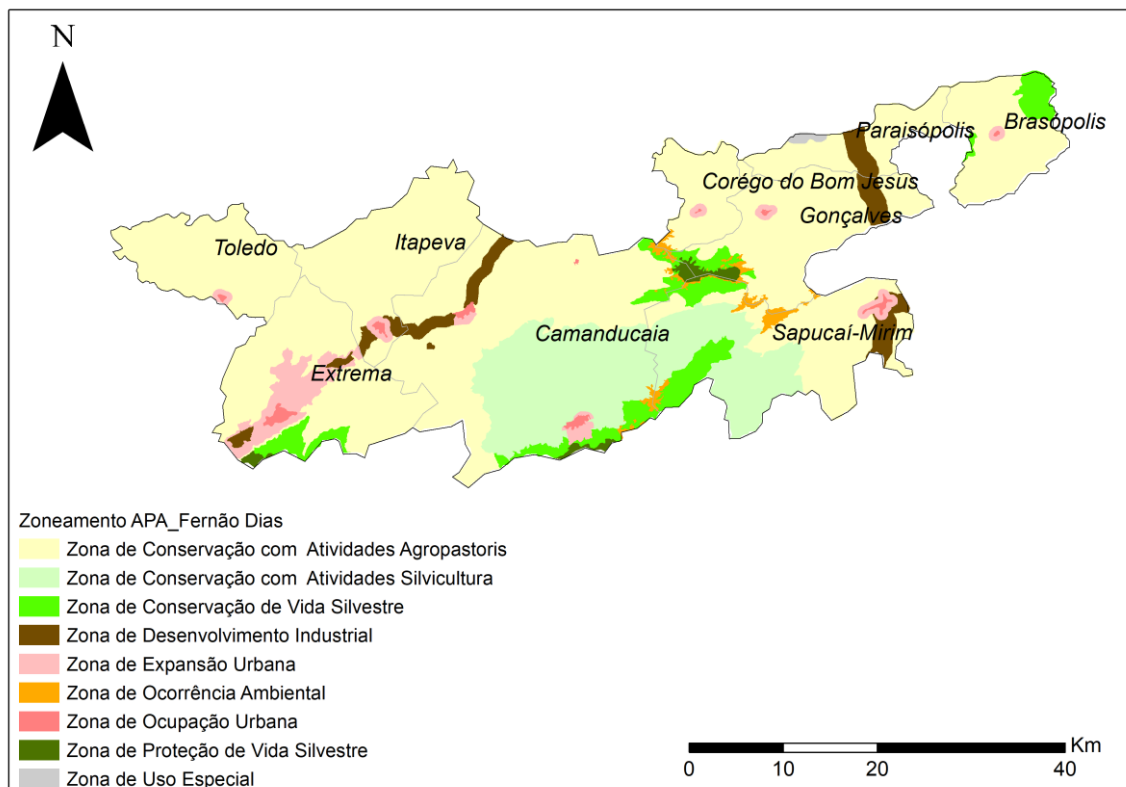 N
Paraisópolis
Brasópolis
Corégo do Bom Jesus
Gonçalves
Toledo
Itapeva
Camanducaia
Sapucaí-Mirim
Extrema
Zoneamento APA_Fernão Dias
Zona de Conservação com Atividades Agropastoris
Zona de Conservação com Atividades Silvicultura
Zona de Conservação de Vida Silvestre
Zona de Desenvolvimento Industrial
Zona de Expansão Urbana
Zona de Ocorrência Ambiental
Zona de Ocupação Urbana
Zona de Proteção de Vida Silvestre
Zona de Uso Especial
Km
0 10 20 40